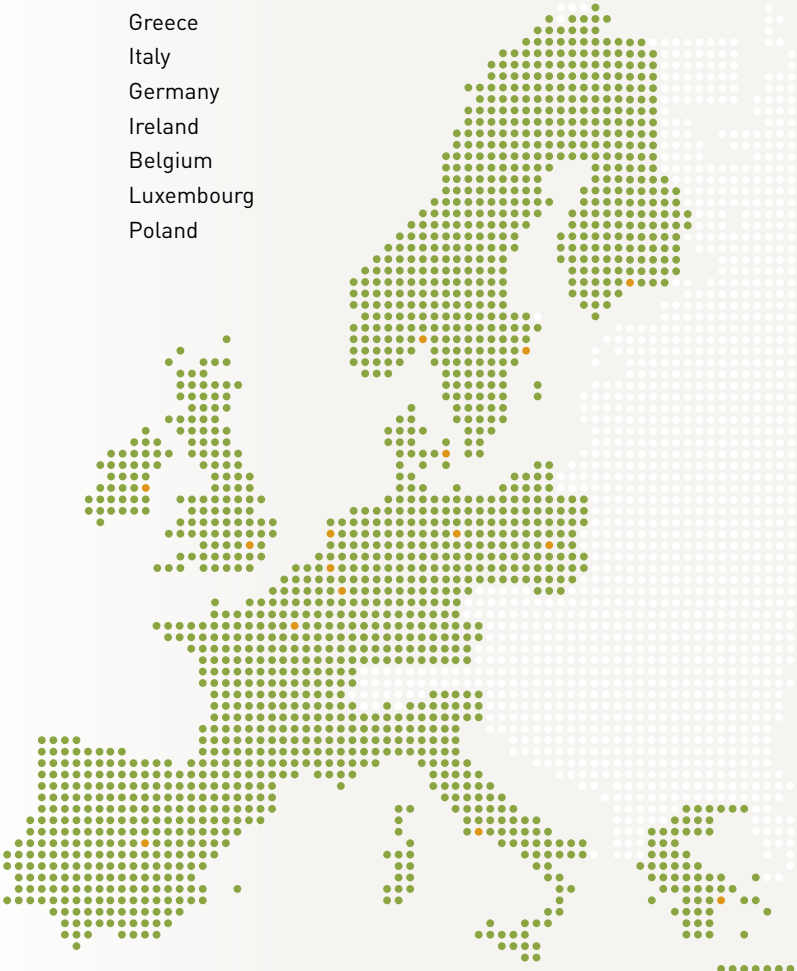 Greece
Italy
Germany
Ireland
Belgium
Luxembourg
Poland